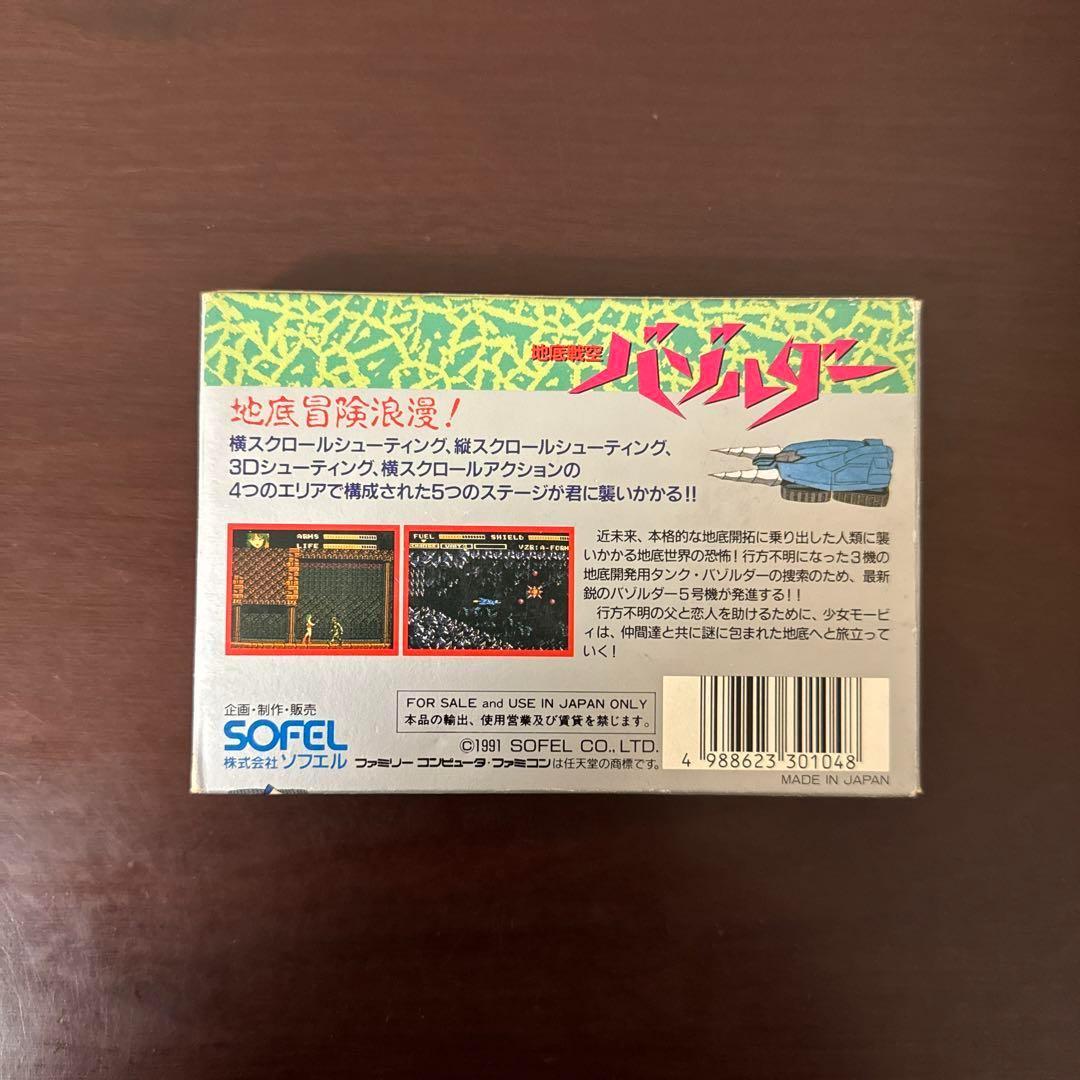 地底戦空
バゾルダー
地底冒険浪漫!
横スクロールシューティング、縦スクロールシューティング、
3Dシューティング、横スクロールアクションの
4つのエリアで構成された5つのステージが君に襲いかかる!!
ARMS
LIFE
FUEL
SHIELD
VZR:A-FORM
近未来、本格的な地底開拓に乗り出した人類に襲
いかかる地底世界の恐怖!行方不明になった3機の
地底開発用タンク・バゾルダーの捜索のため、最新
鋭のバゾルダー5号機が発進する!!
行方不明の父と恋人を助けるために、少女モービ
ィは、仲間達と共に謎に包まれた地底へと旅立って
いく!
企画・制作・販売
SOFEL
株式会社 ソフエル
FOR SALE and USE IN JAPAN ONLY
本品の輸出、使用営業及び賃貸を禁じます。
©1991 SOFEL CO., LTD.
ファミリーコンピュータ・ファミコンは任天堂の商標です。
4 988623 301048
MADE IN JAPAN